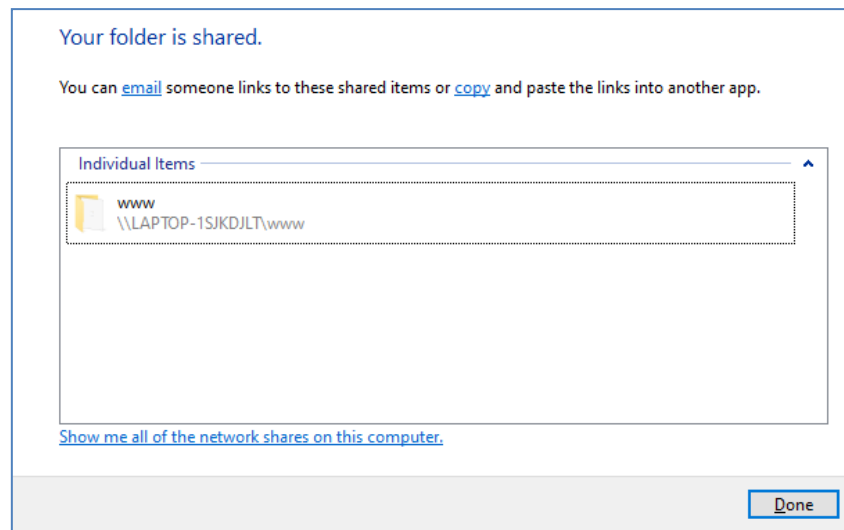 Your folder is shared.
You can email someone links to these shared items or copy and paste the links into another app.
Individual Items
www
\\LAPTOP-1SJKDJLT\www
Show me all of the network shares on this computer.
Done